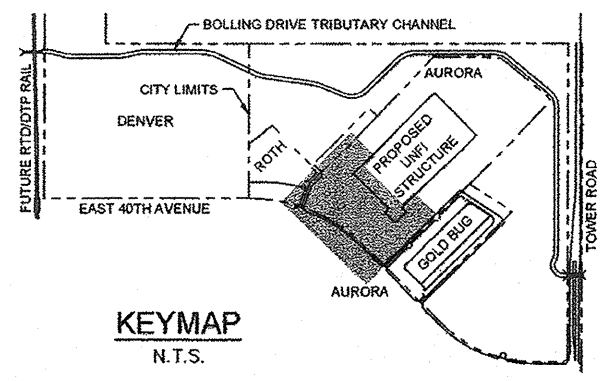 BOLLING DRIVE TRIBUTARY CHANNEL
AURORA
CITY LIMITS
DENVER
FUTURE RTD/DTP RAIL
ROTH
PROPOSED
UNFI
STRUCTURE
EAST 40TH AVENUE
GOLD BUG
TOWER ROAD
AURORA
KEYMAP
N.T.S.